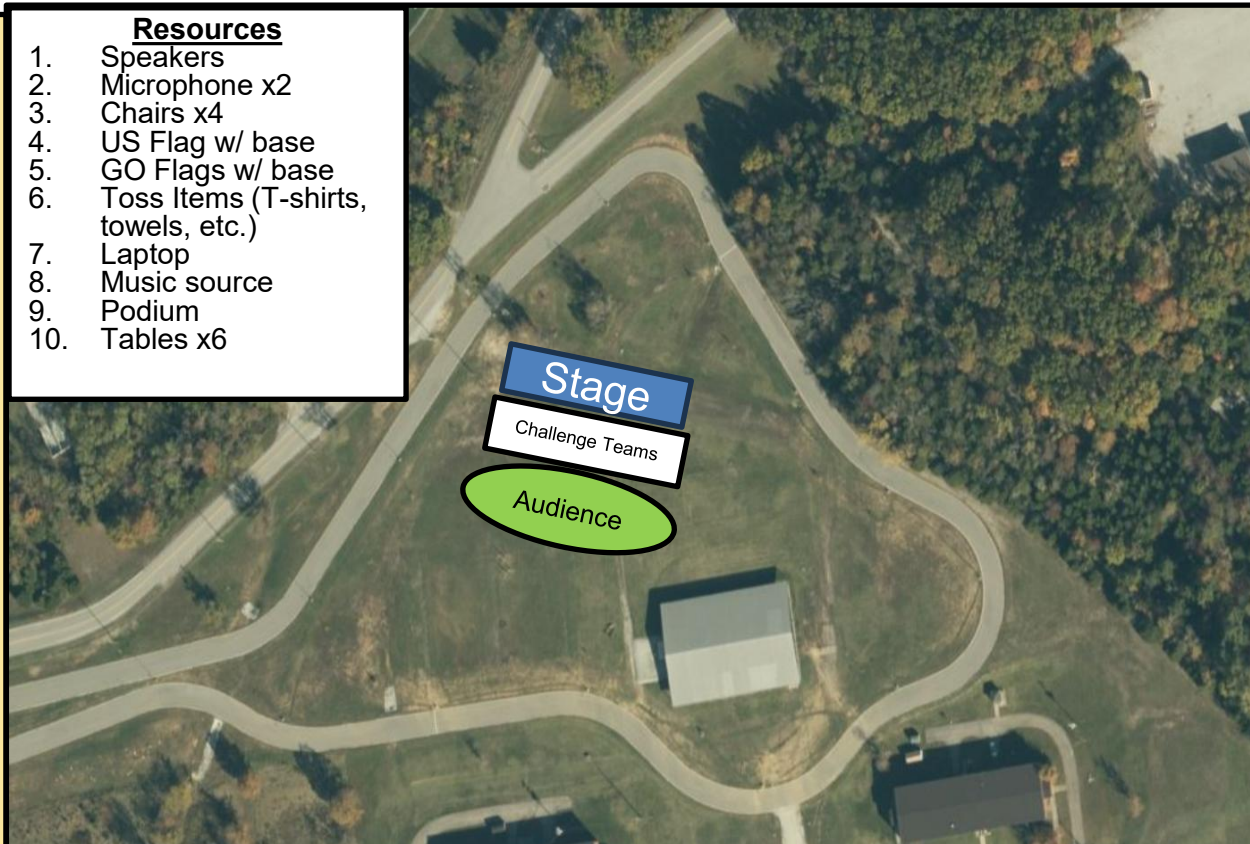 Resources
1. Speakers
2. Microphone x2
3. Chairs x4
4. US Flag w/ base
5. GO Flags w/ base
6. Toss Items (T-shirts,
towels, etc.)
7. Laptop
8. Music source
9. Podium
10. Tables x6
Stage
Challenge Teams
Audience